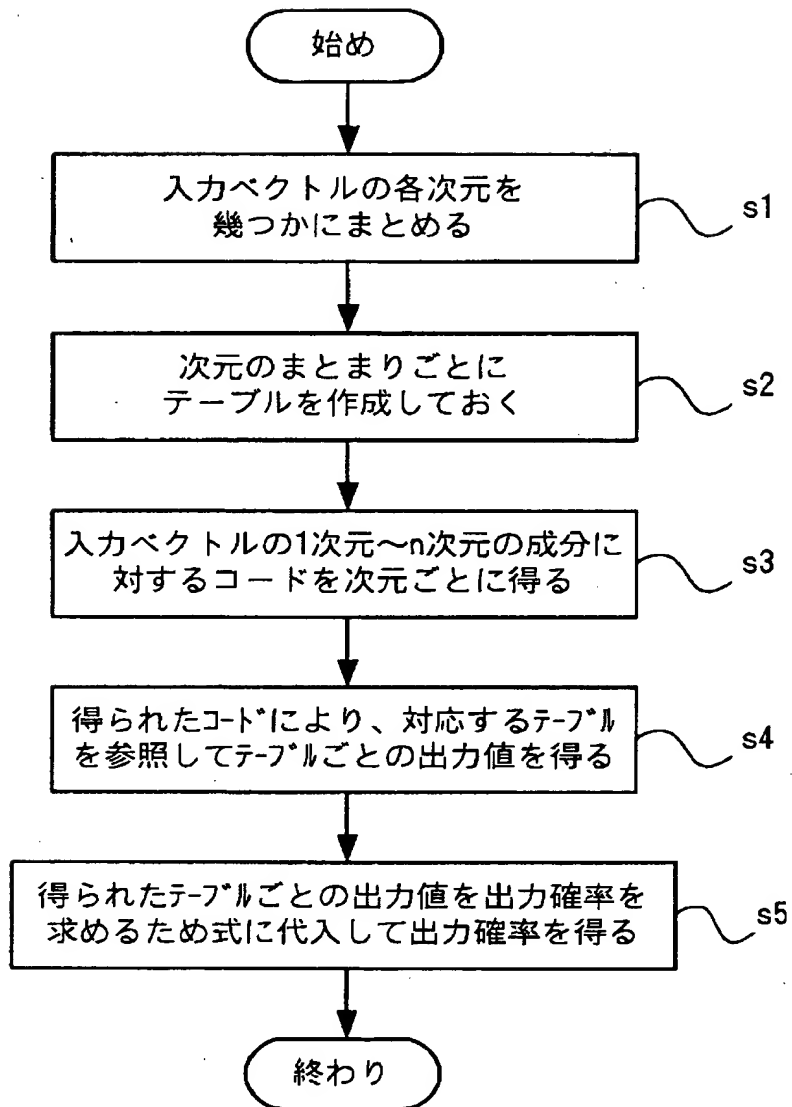 始め
入力ベクトルの各次元を
幾つかにまとめる
s1
次元のまとまりごとに
テーブルを作成しておく
s2
入力ベクトルの1次元~n次元の成分に
対するコードを次元ごとに得る
s3
得られたｺｰﾄﾞにより、対応するﾃｰﾌﾞﾙ
を参照してﾃｰﾌﾞﾙごとの出力値を得る
s4
得られたﾃｰﾌﾞﾙごとの出力値を出力確率を
求めるため式に代入して出力確率を得る
s5
終わり